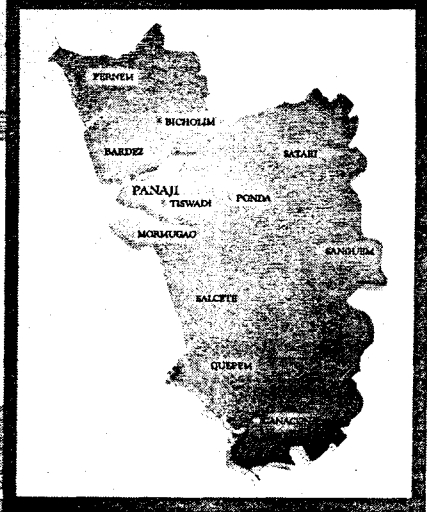 PERNEM
BICHOLIM
BARDEZ
SATARI
PANAJI
TISWADI
PONDA
MORMUGAO
SANGUEM
SALCETE
QUEPEM